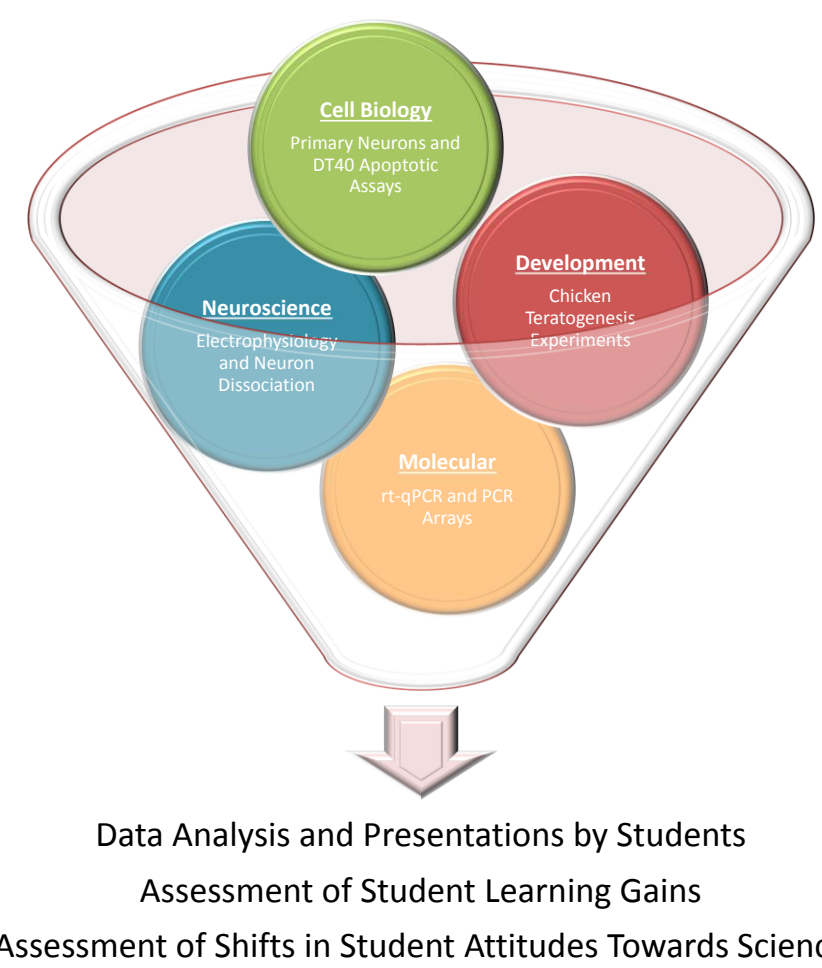 Cell Biology
Primary Neurons and
DT40 Apoptotic
Assays
Development
Chicken
Teratogenesis
Experiments
Neuroscience
Electrophysiology
and Neuron
Dissociation
Molecular
rt-qPCR and PCR
Arrays
Data Analysis and Presentations by Students
Assessment of Student Learning Gains
Assessment of Shifts in Student Attitudes Towards Scienc